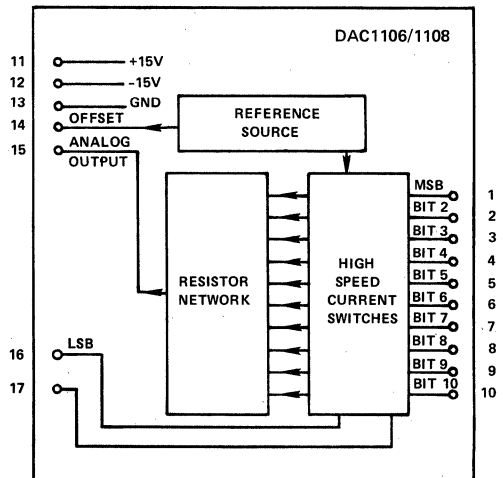 DAC1106/1108
11 +15V
12 -15V
13 GND
14 OFFSET
15 ANALOG
OUTPUT
REFERENCE
SOURCE
RESISTOR
NETWORK
HIGH
SPEED
CURRENT
SWITCHES
MSB 1
BIT 2 2
BIT 3 3
BIT 4 4
BIT 5 5
BIT 6 6
BIT 7 7
BIT 8 8
BIT 9 9
BIT 10 10
16 LSB
17